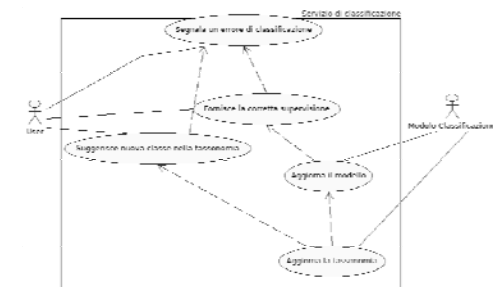 Servizio di classificazione
Segnala un errore di classificazione
Fornisce la corretta supervisione
User
Modulo Classificazione
Suggerisce nuova classe nella tassonomia
Aggiorna il modello
Aggiorna la tassonomia